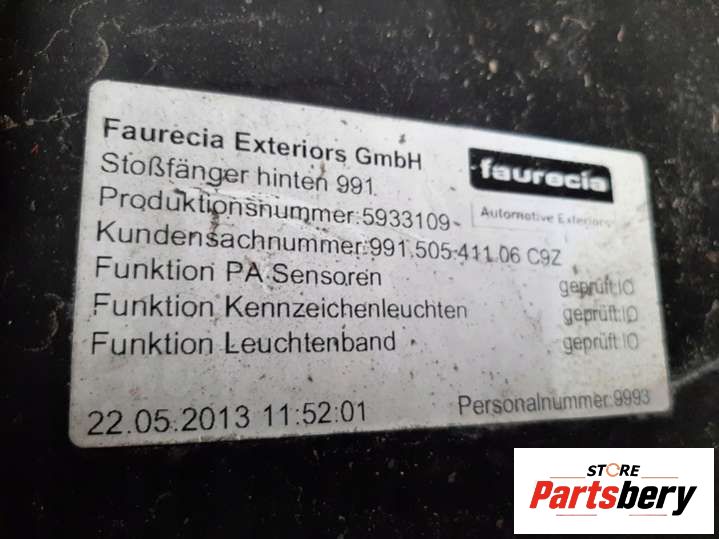 Faurecia Exteriors GmbH
faurecia
Stoßfänger hinten 991
Automotive Exteriors
Produktionsnummer:5933109
Kundensachnummer:991.505.411.06 C9Z
Funktion PA Sensoren geprüft:IO
Funktion Kennzeichenleuchten geprüft:IO
Funktion Leuchtenband geprüft:IO
22.05.2013 11:52:01 Personalnummer:9993
STORE
Partsbery